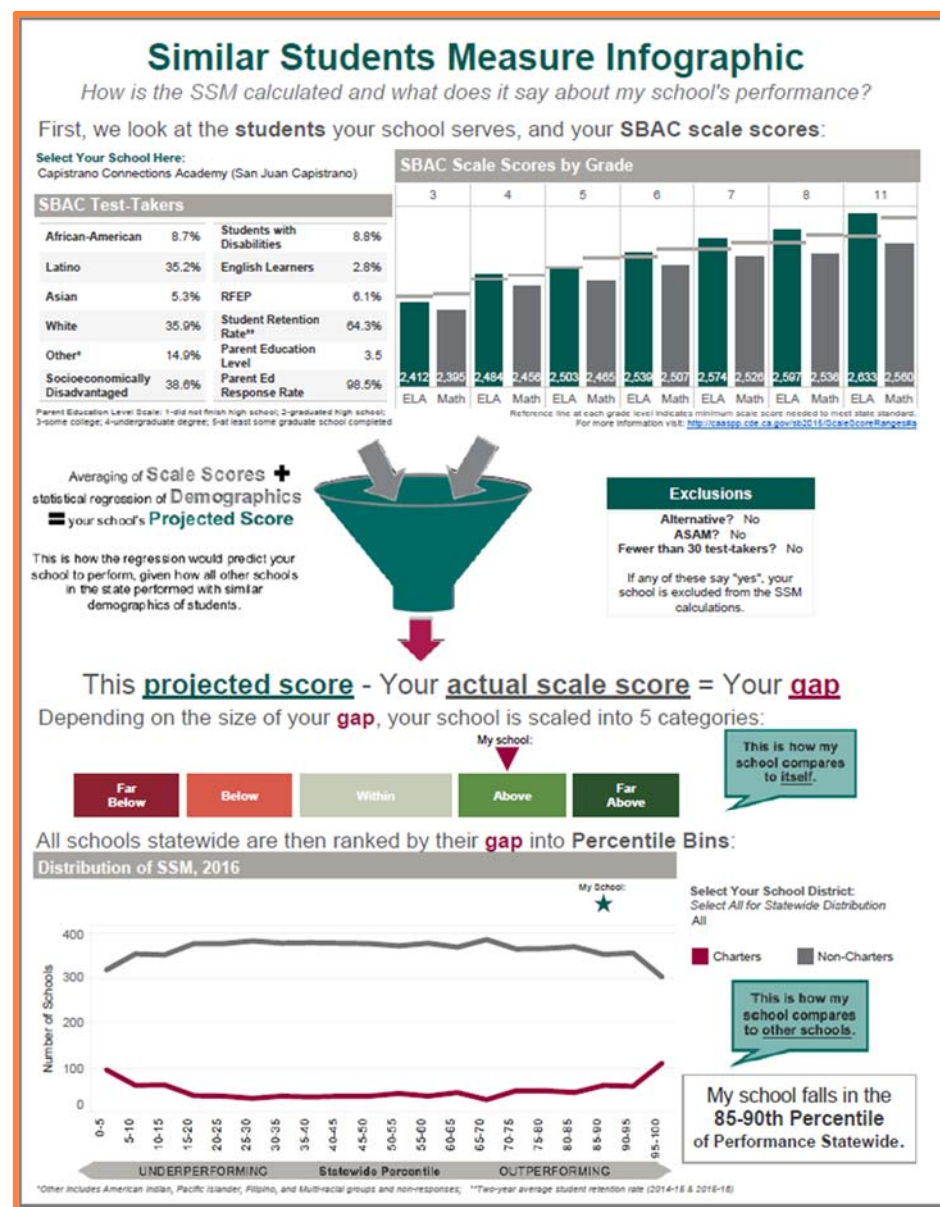 Similar Students Measure Infographic
How is the SSM calculated and what does it say about my school's performance?
First, we look at the students your school serves, and your SBAC scale scores:
Select Your School Here:
Capistrano Connections Academy (San Juan Capistrano)
SBAC Test-Takers
African-American 8.7% Students with Disabilities 8.8%
Latino 35.2% English Learners 2.8%
Asian 5.3% RFEP 6.1%
White 35.9% Student Retention Rate** 64.3%
Other* 14.9% Parent Education Level 3.5
Socioeconomically Disadvantaged 38.6% Parent Ed Response Rate 98.5%
Parent Education Level Scale: 1-did not finish high school; 2-graduated high school;
3-some college; 4-undergraduate degree; 5-at least some graduate school completed
SBAC Scale Scores by Grade
3 4 5 6 7 8 11
2,412 2,395 2,484 2,456 2,503 2,465 2,539 2,507 2,574 2,526 2,597 2,536 2,633 2,560
ELA Math ELA Math ELA Math ELA Math ELA Math ELA Math ELA Math
Reference line at each grade level indicates minimum scale score needed to meet state standard.
For more information visit: http://caaspp.cde.ca.gov/sb2015/ScaleScoreRanges#a
Averaging of Scale Scores +
statistical regression of Demographics
= your school's Projected Score
This is how the regression would predict your
school to perform, given how all other schools
in the state performed with similar
demographics of students.
Exclusions
Alternative? No
ASAM? No
Fewer than 30 test-takers? No
If any of these say "yes", your
school is excluded from the SSM
calculations.
This projected score - Your actual scale score = Your gap
Depending on the size of your gap, your school is scaled into 5 categories:
My school:
Far Below
Below
Within
Above
Far Above
This is how my
school compares
to itself.
All schools statewide are then ranked by their gap into Percentile Bins:
Distribution of SSM, 2016
My School:
Number of Schools
400
300
200
100
0
0-5 5-10 10-15 15-20 20-25 25-30 30-35 35-40 40-45 45-50 50-55 55-60 60-65 65-70 70-75 75-80 80-85 85-90 90-95 95-100
UNDERPERFORMING Statewide Percentile OUTPERFORMING
Select Your School District:
Select All for Statewide Distribution
All
Charters Non-Charters
This is how my
school compares
to other schools.
My school falls in the
85-90th Percentile
of Performance Statewide.
*Other includes American Indian, Pacific Islander, Filipino, and Multi-racial groups and non-responses; **Two-year average student retention rate (2014-15 & 2015-16)